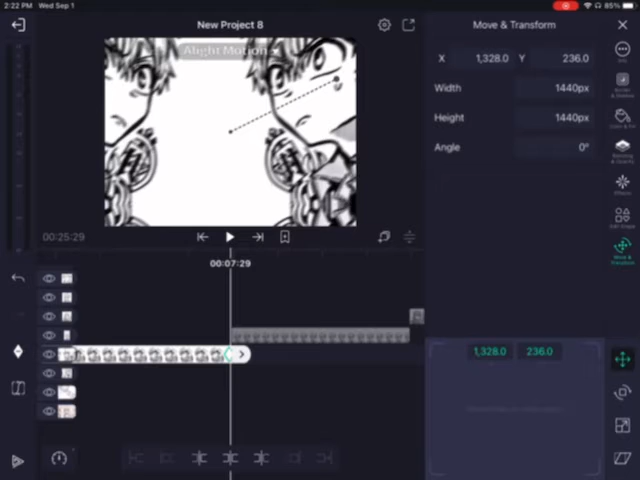 2:22 PM Wed Sep 1
85%
New Project 8
Move & Transform
Alight Motion
X 1,328.0 Y 236.0
Width 1440px
Height 1440px
Angle 0°
Effects
Edit Shape
Move & Transform
00:25:29
00:07:29
1,328.0 236.0